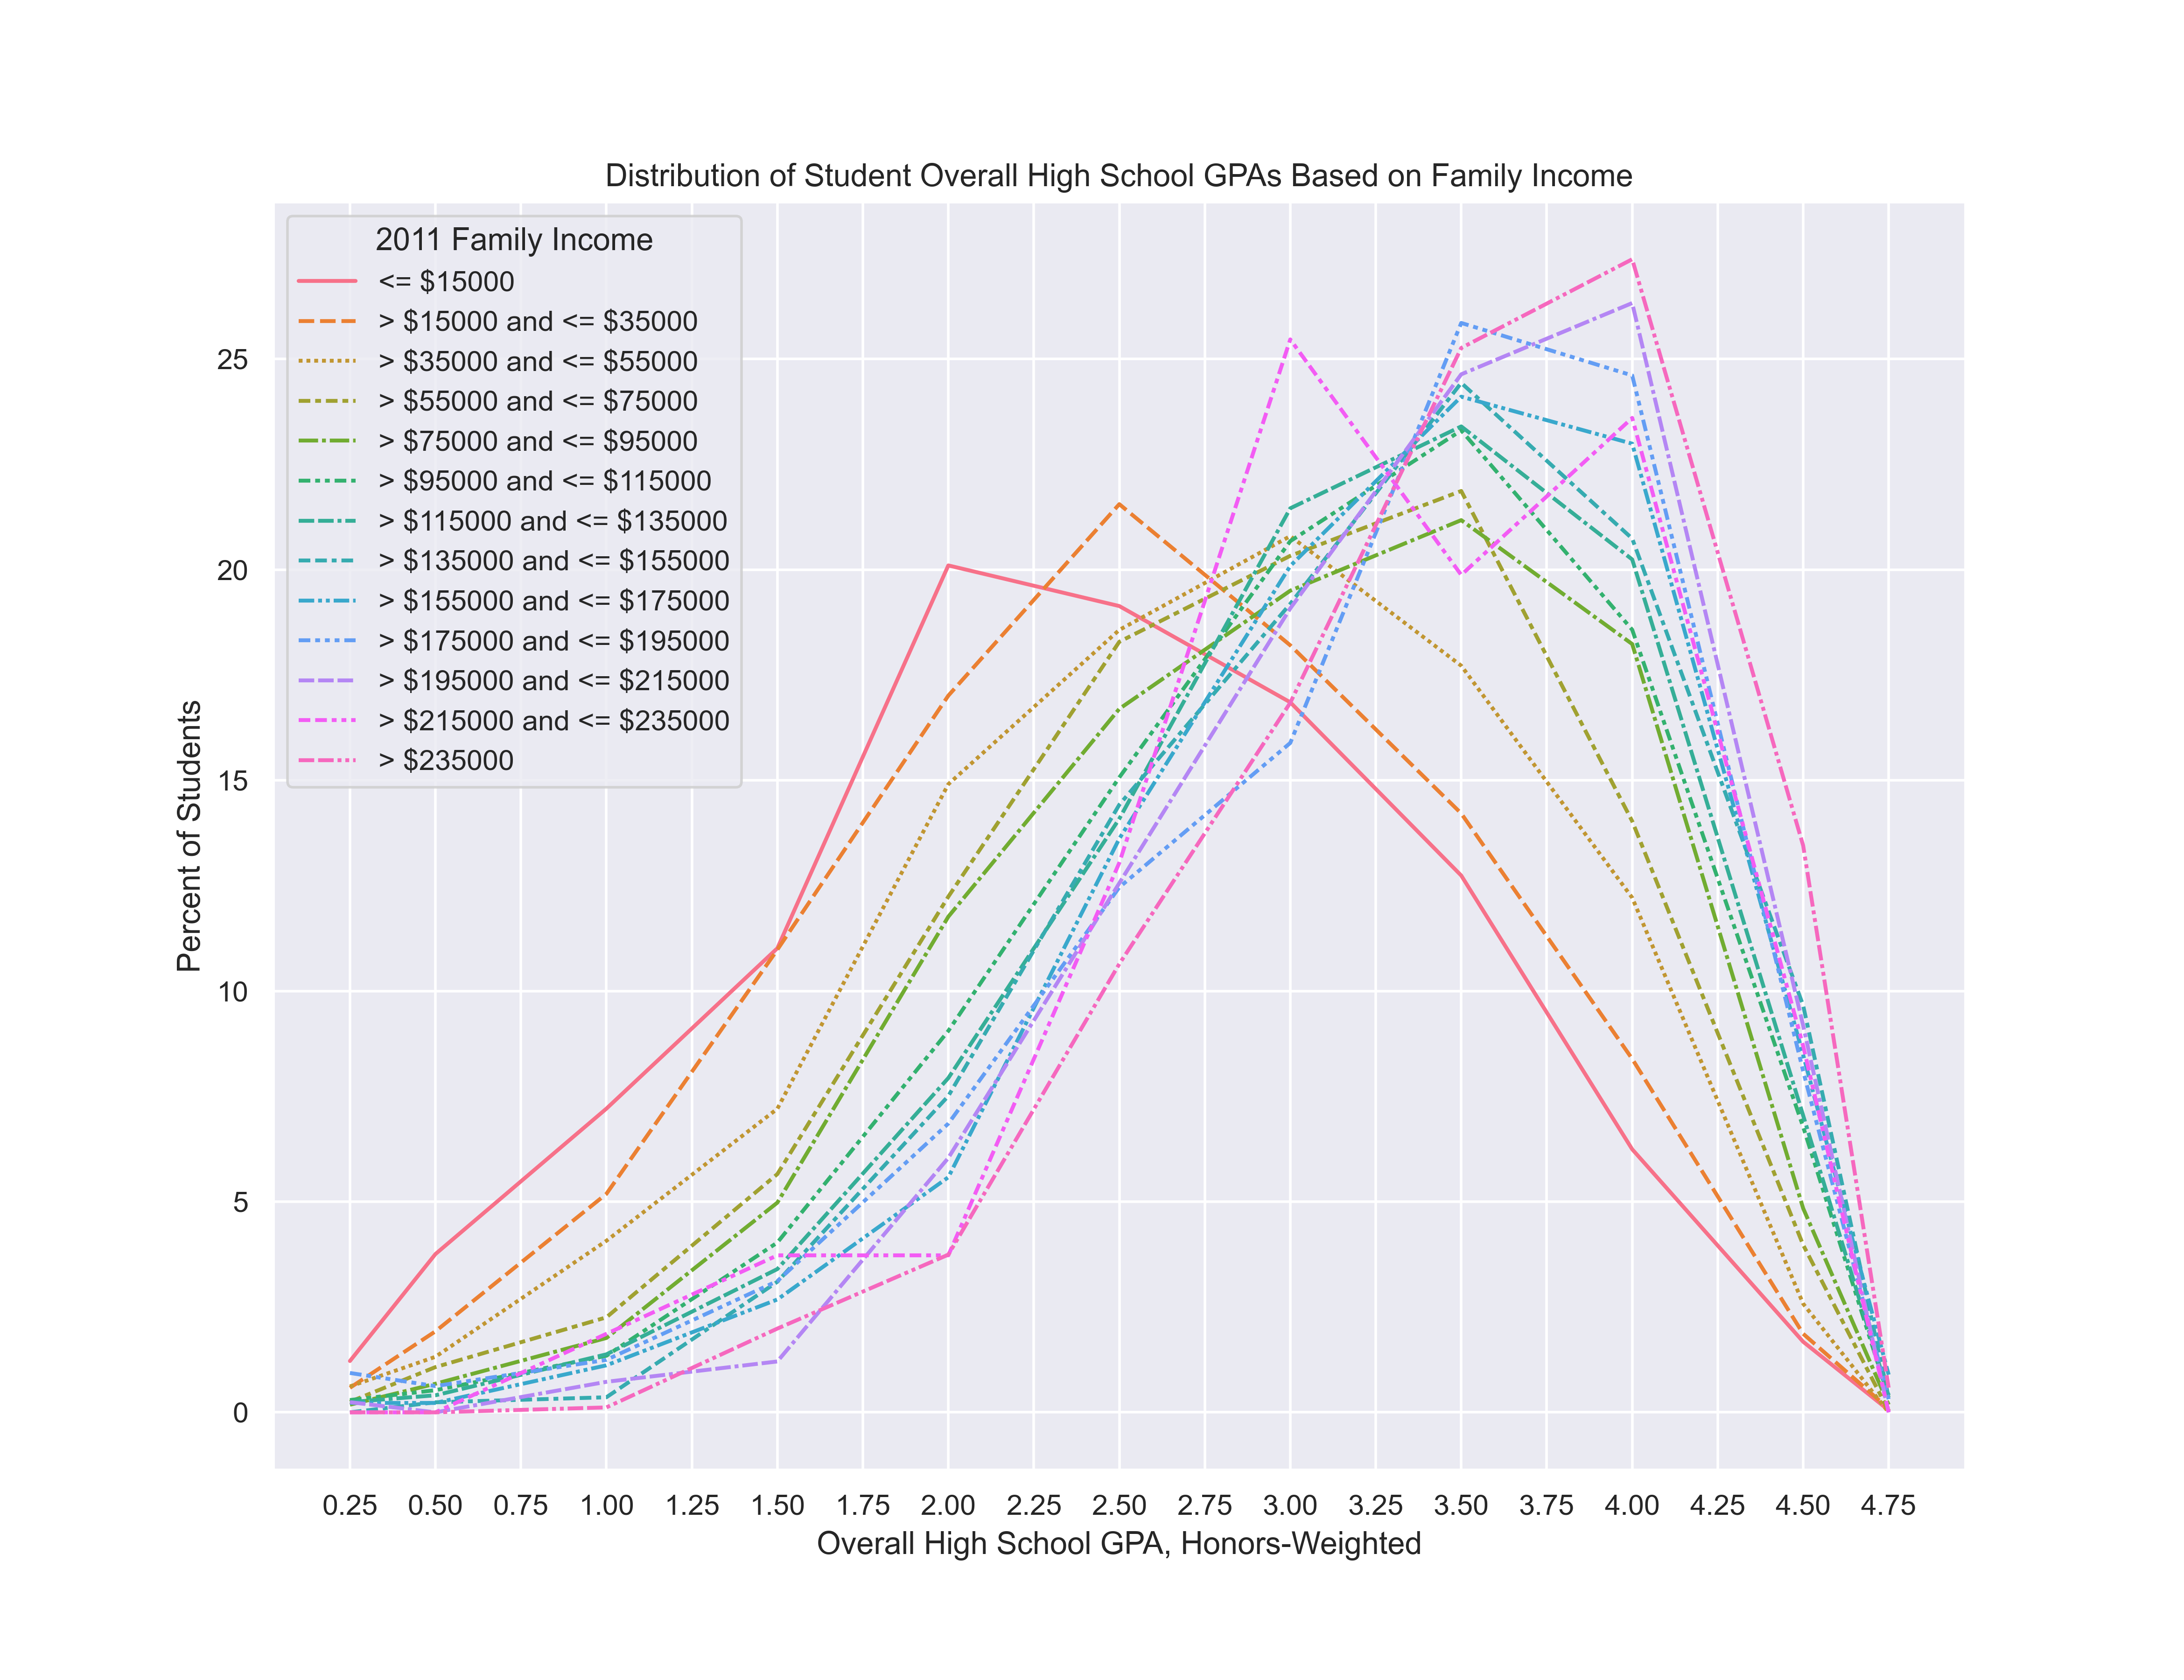 Distribution of Student Overall High School GPAs Based on Family Income
2011 Family Income
<= $15000
> $15000 and <= $35000
> $35000 and <= $55000
> $55000 and <= $75000
> $75000 and <= $95000
> $95000 and <= $115000
> $115000 and <= $135000
> $135000 and <= $155000
> $155000 and <= $175000
> $175000 and <= $195000
> $195000 and <= $215000
> $215000 and <= $235000
> $235000
Percent of Students
25
20
15
10
5
0
0.25 0.50 0.75 1.00 1.25 1.50 1.75 2.00 2.25 2.50 2.75 3.00 3.25 3.50 3.75 4.00 4.25 4.50 4.75
Overall High School GPA, Honors-Weighted